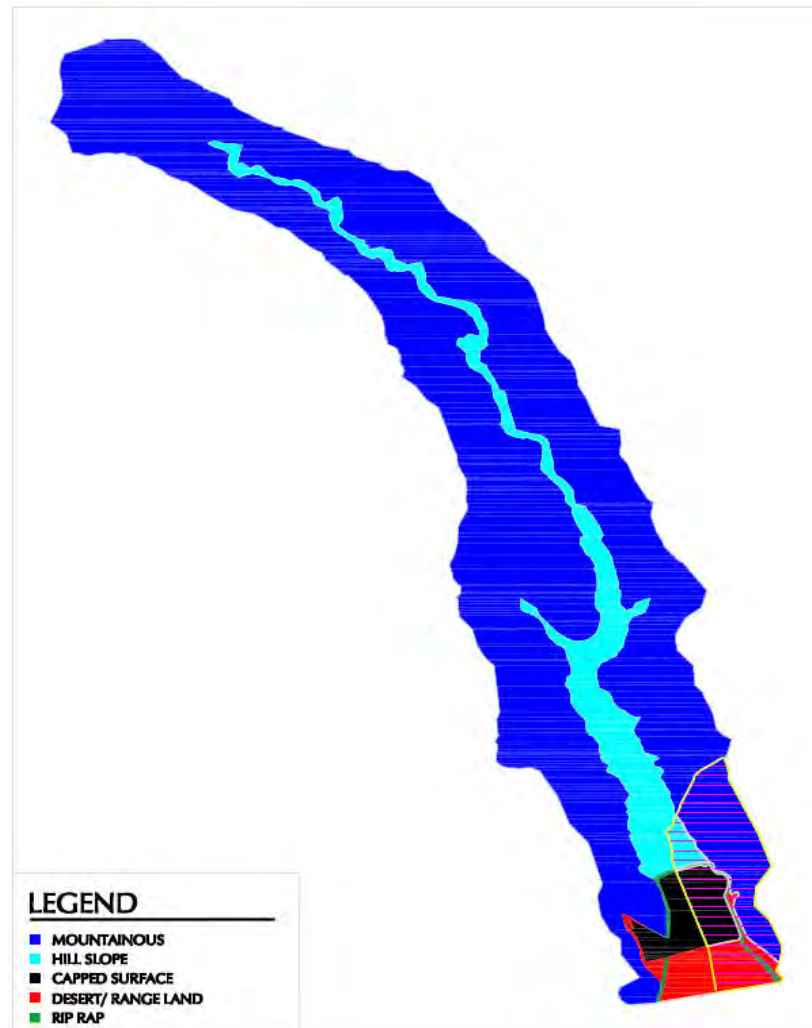 LEGEND
MOUNTAINOUS
HILL SLOPE
CAPPED SURFACE
DESERT/ RANGE LAND
RIP RAP